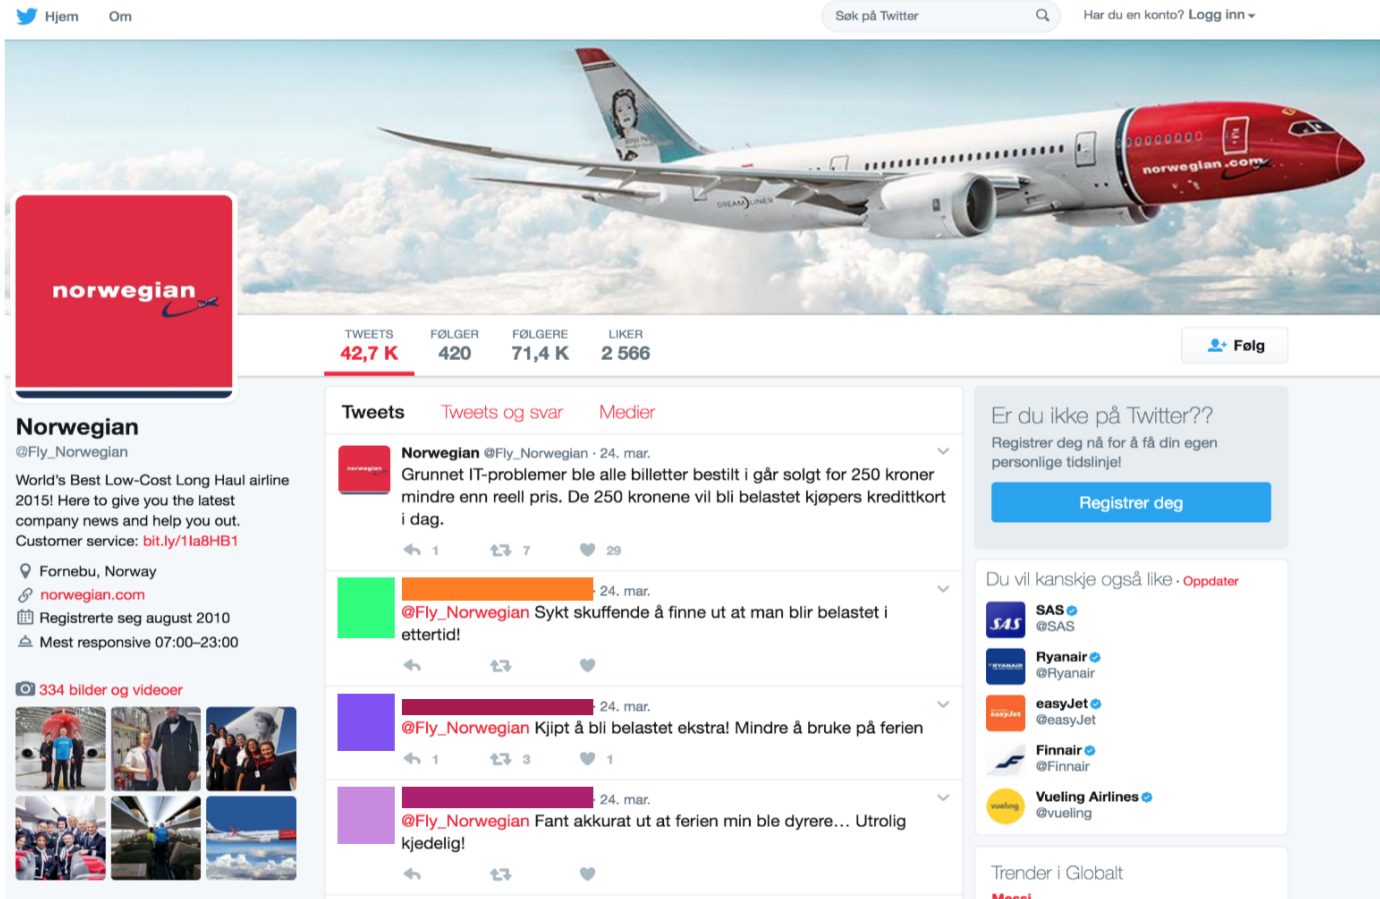 Hjem Om Søk på Twitter Har du en konto? Logg inn
norwegian.com
DREAMLINER
norwegian
TWEETS FØLGER FØLGERE LIKER
42,7 K 420 71,4 K 2 566
Følg
Norwegian
@Fly_Norwegian
World's Best Low-Cost Long Haul airline
2015! Here to give you the latest
company news and help you out.
Customer service: bit.ly/1Ia8HB1
Fornebu, Norway
norwegian.com
Registrerte seg august 2010
Mest responsive 07:00–23:00
334 bilder og videoer
Tweets Tweets og svar Medier
norwegian
Norwegian @Fly_Norwegian · 24. mar.
Grunnet IT-problemer ble alle billetter bestilt i går solgt for 250 kroner
mindre enn reell pris. De 250 kronene vil bli belastet kjøpers kredittkort
i dag.
1 7 29
· 24. mar.
@Fly_Norwegian Sykt skuffende å finne ut at man blir belastet i
ettertid!
· 24. mar.
@Fly_Norwegian Kjipt å bli belastet ekstra! Mindre å bruke på ferien
1 3 1
· 24. mar.
@Fly_Norwegian Fant akkurat ut at ferien min ble dyrere... Utrolig
kjedelig!
Er du ikke på Twitter??
Registrer deg nå for å få din egen
personlige tidslinje!
Registrer deg
Du vil kanskje også like · Oppdater
SAS
SAS
@SAS
RYANAIR
Ryanair
@Ryanair
easyJet
easyJet
@easyJet
Finnair
@Finnair
vueling
Vueling Airlines
@vueling
Trender i Globalt
Messi